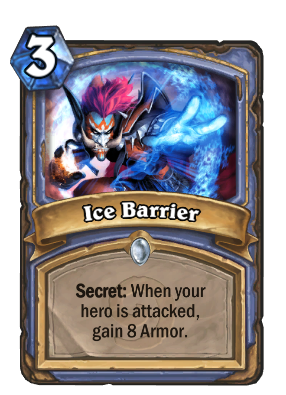 3
Ice Barrier
Secret: When your
hero is attacked,
gain 8 Armor.